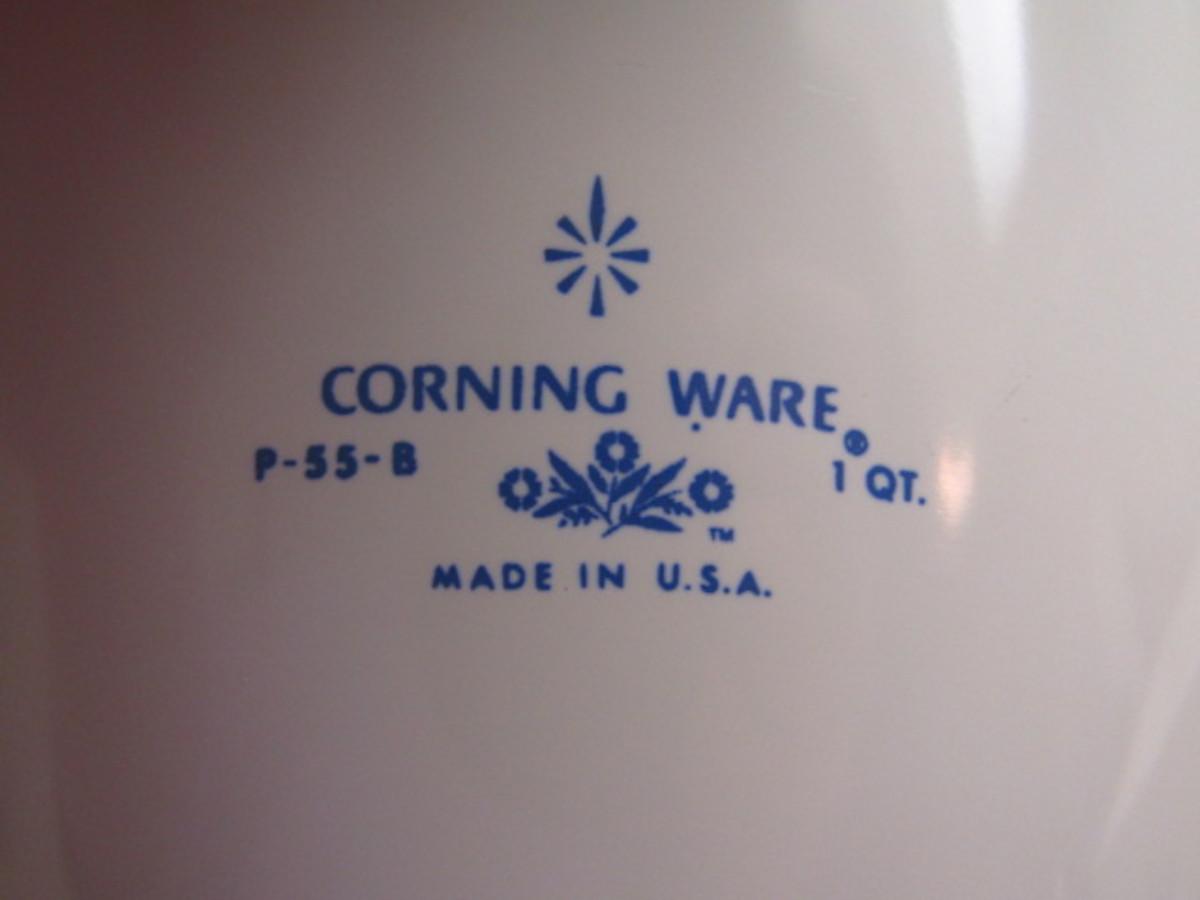 CORNING WARE®
P-55-B 1 QT.
TM
MADE IN U.S.A.